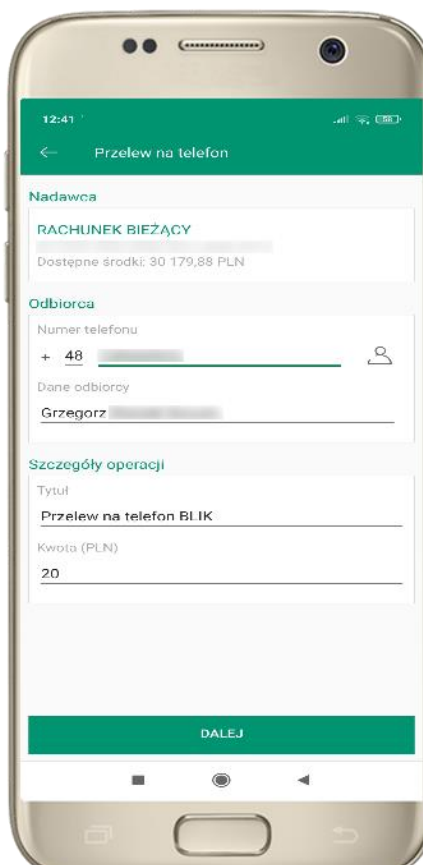 12:41
Przelew na telefon
Nadawca
RACHUNEK BIEŻĄCY
Dostępne środki: 30 179,88 PLN
Odbiorca
Numer telefonu
+ 48
Dane odbiorcy
Grzegorz
Szczegóły operacji
Tytuł
Przelew na telefon BLIK
Kwota (PLN)
20
DALEJ